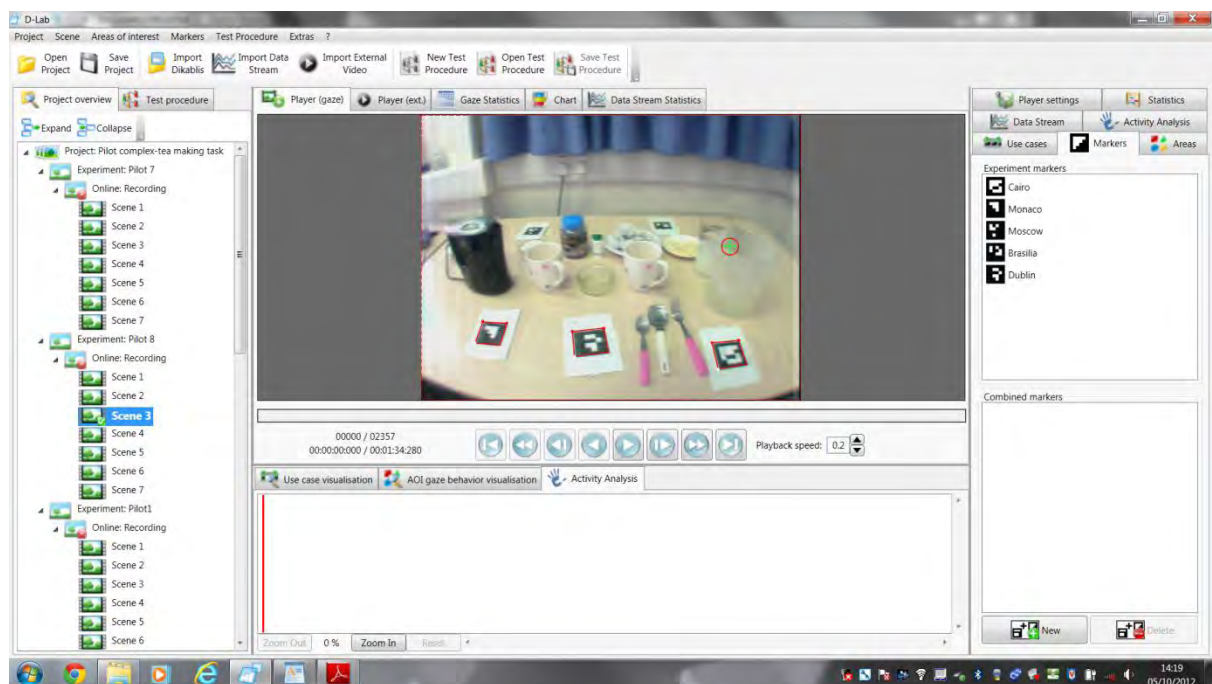 D-Lab
Project Scene Areas of interest Markers Test Procedure Extras ?
Open Project
Save Project
Import Dikablis
Import Data Stream
Import External Video
New Test Procedure
Open Test Procedure
Save Test Procedure
Project overview
Test procedure
Expand Collapse
Project: Pilot complex-tea making task
Experiment: Pilot 7
Online: Recording
Scene 1
Scene 2
Scene 3
Scene 4
Scene 5
Scene 6
Scene 7
Experiment: Pilot 8
Online: Recording
Scene 1
Scene 2
Scene 3
Scene 4
Scene 5
Scene 6
Scene 7
Experiment: Pilot1
Online: Recording
Scene 1
Scene 2
Scene 3
Scene 4
Scene 5
Scene 6
Player (gaze) Player (ext.) Gaze Statistics Chart Data Stream Statistics
00000 / 02357
00:00:00:000 / 00:01:34:280
Playback speed: 0.2
Use case visualisation AOI gaze behavior visualisation Activity Analysis
Zoom Out 0 % Zoom In Reset
Player settings Statistics
Data Stream Activity Analysis
Use cases Markers Areas
Experiment markers
Cairo
Monaco
Moscow
Brasilia
Dublin
Combined markers
New Delete
14:19
05/10/2012